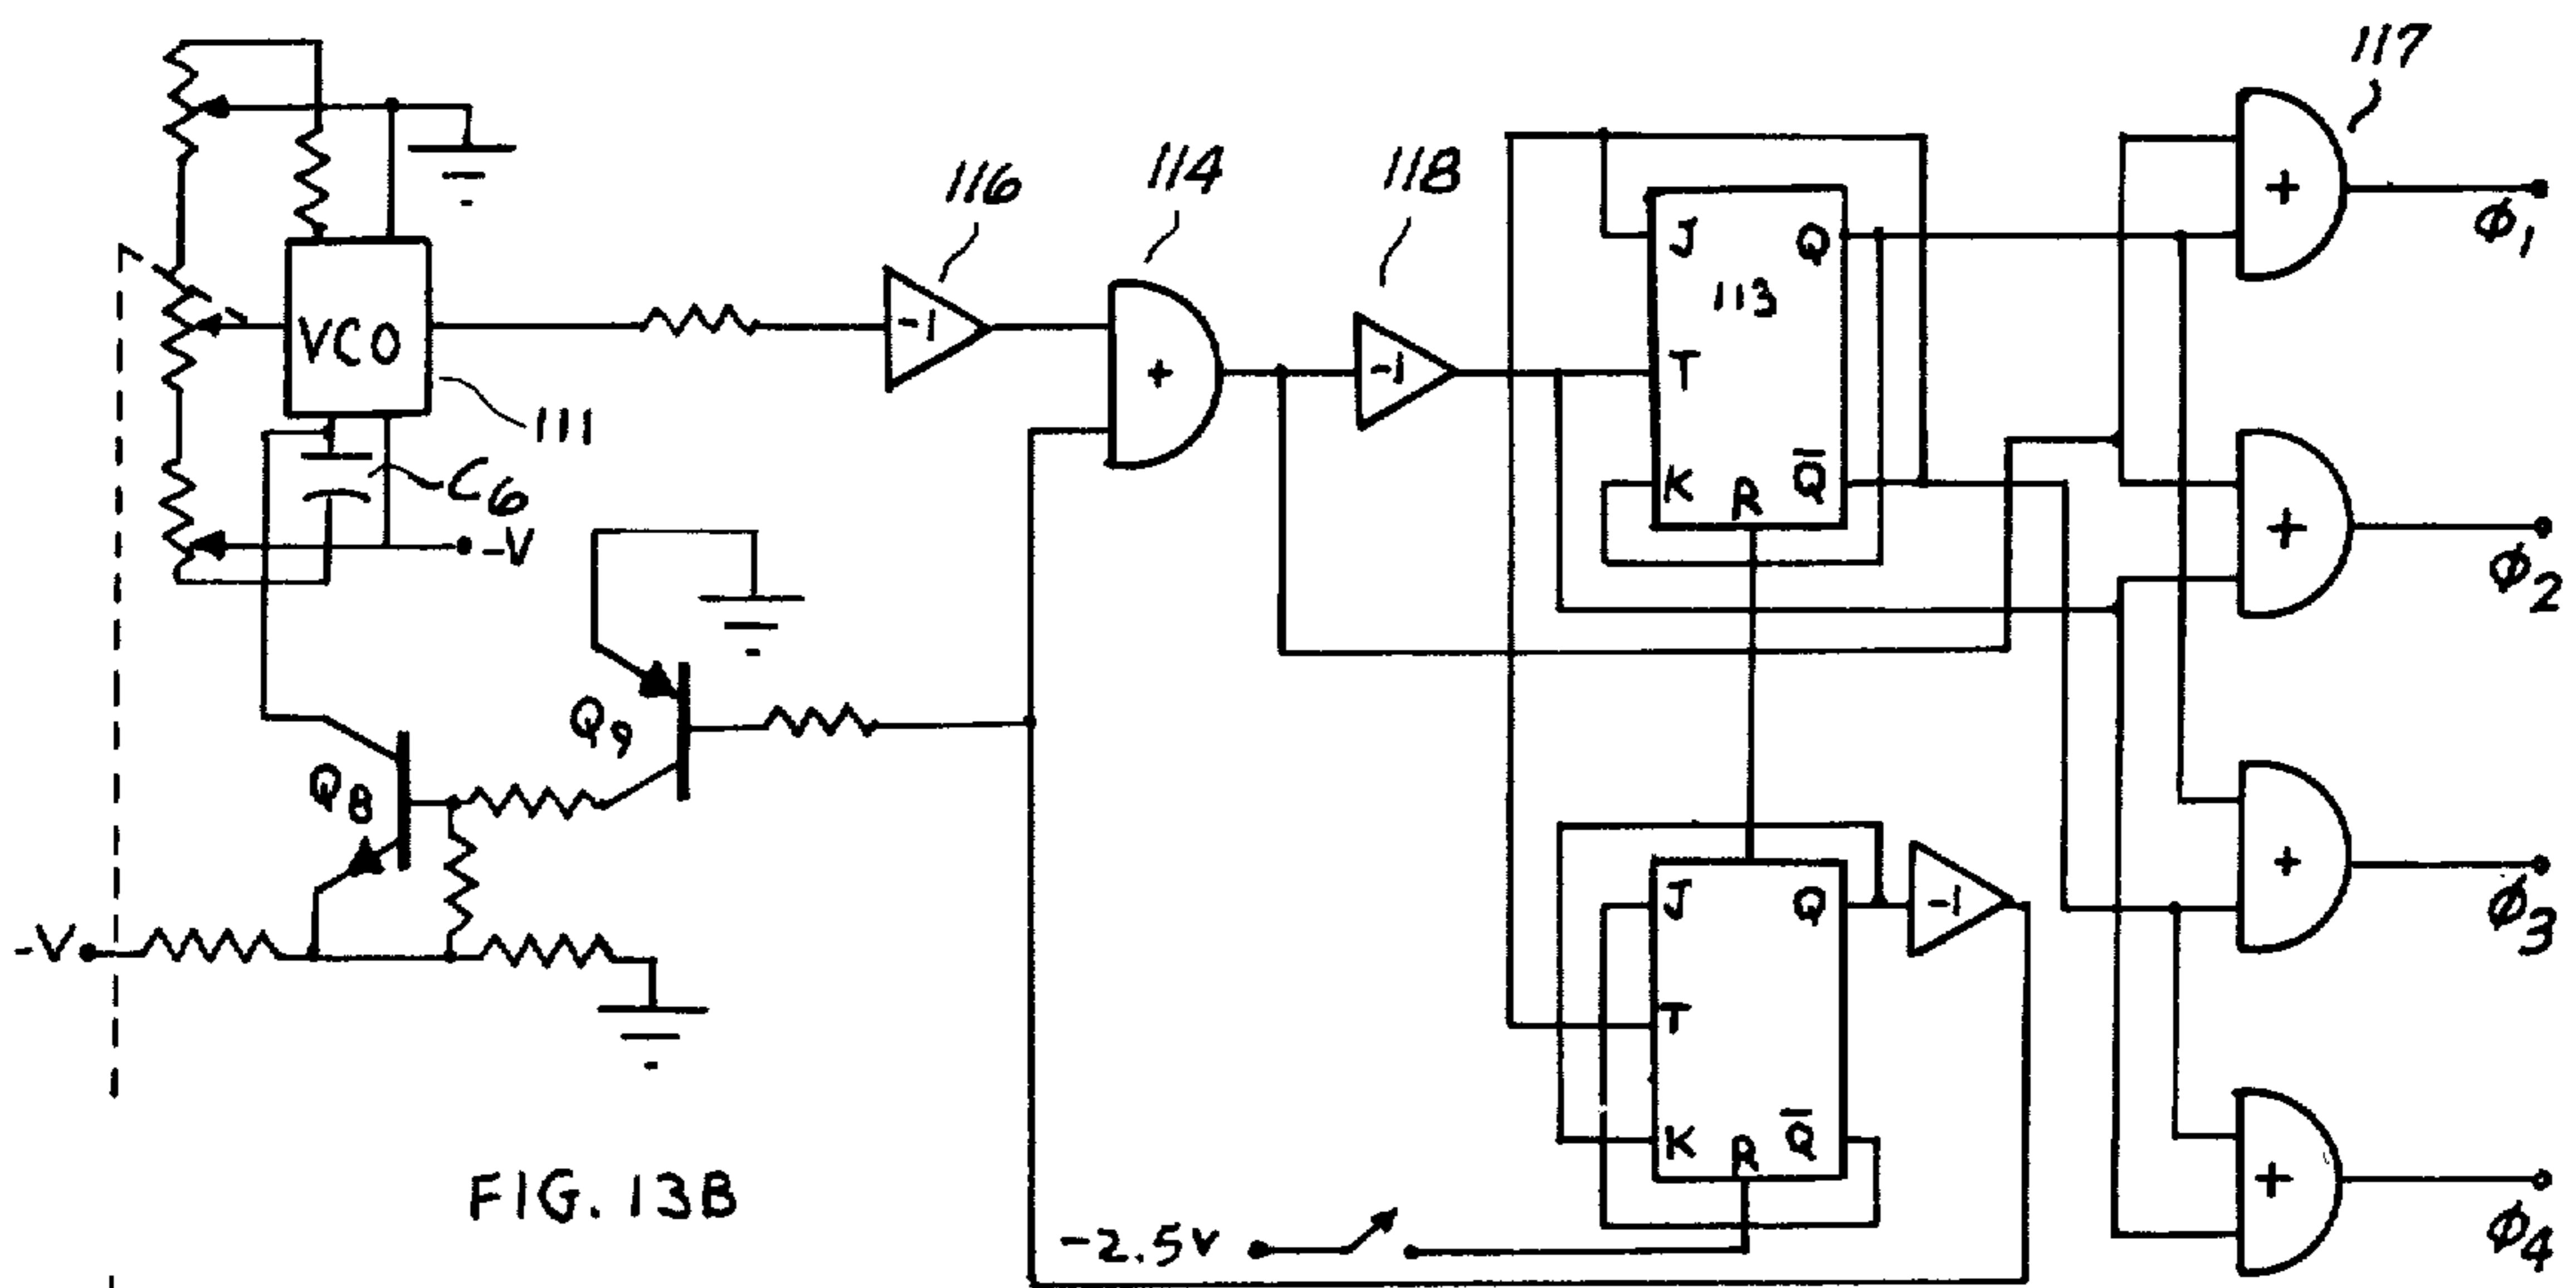 117
116
114
118
φ1
J
Q
113
VCO
-1
+
-1
T
+
111
C6
K
R
Q̅
-V
+
φ2
Q9
Q8
+
φ3
J
Q
-1
-V
T
K
R
Q̅
+
φ4
FIG. 13B
-2.5V